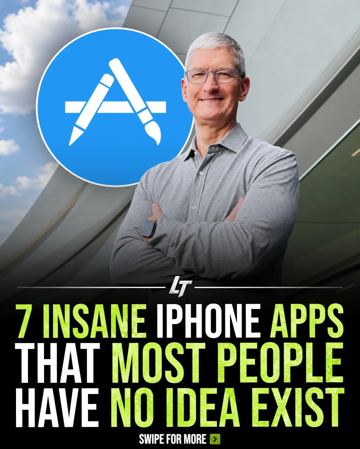 LT
7 INSANE IPHONE APPS
THAT MOST PEOPLE
HAVE NO IDEA EXIST
SWIPE FOR MORE